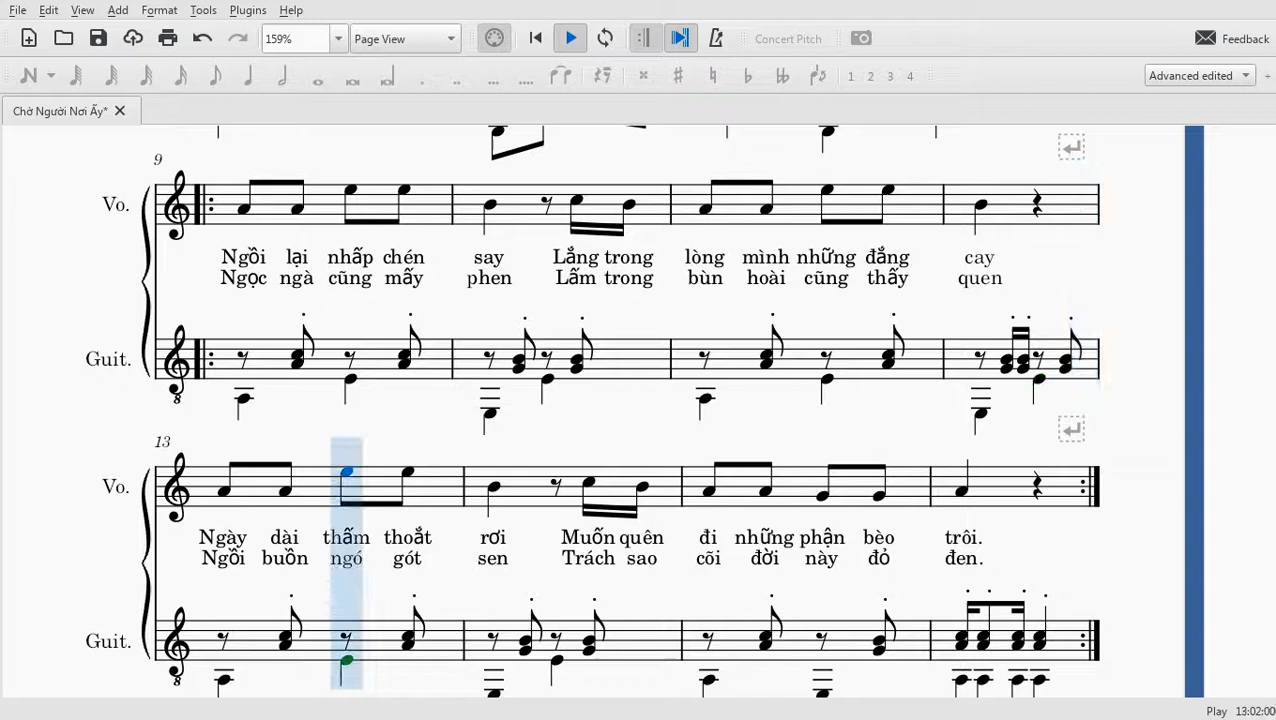 File Edit View Add Format Tools Plugins Help
159% Page View Concert Pitch Feedback
1 2 3 4 Advanced edited
Chờ Người Nơi Ấy*
9
Vo.
Ngồi lại nhấp chén say Lắng trong lòng mình những đắng cay
Ngọc ngà cũng mấy phen Lấm trong bùn hoài cũng thấy quen
Guit.
8
13
Vo.
Ngày dài thấm thoắt rơi Muốn quên đi những phận bèo trôi.
Ngồi buồn ngó gót sen Trách sao cõi đời này đỏ đen.
Guit.
8
Play 13:02:00